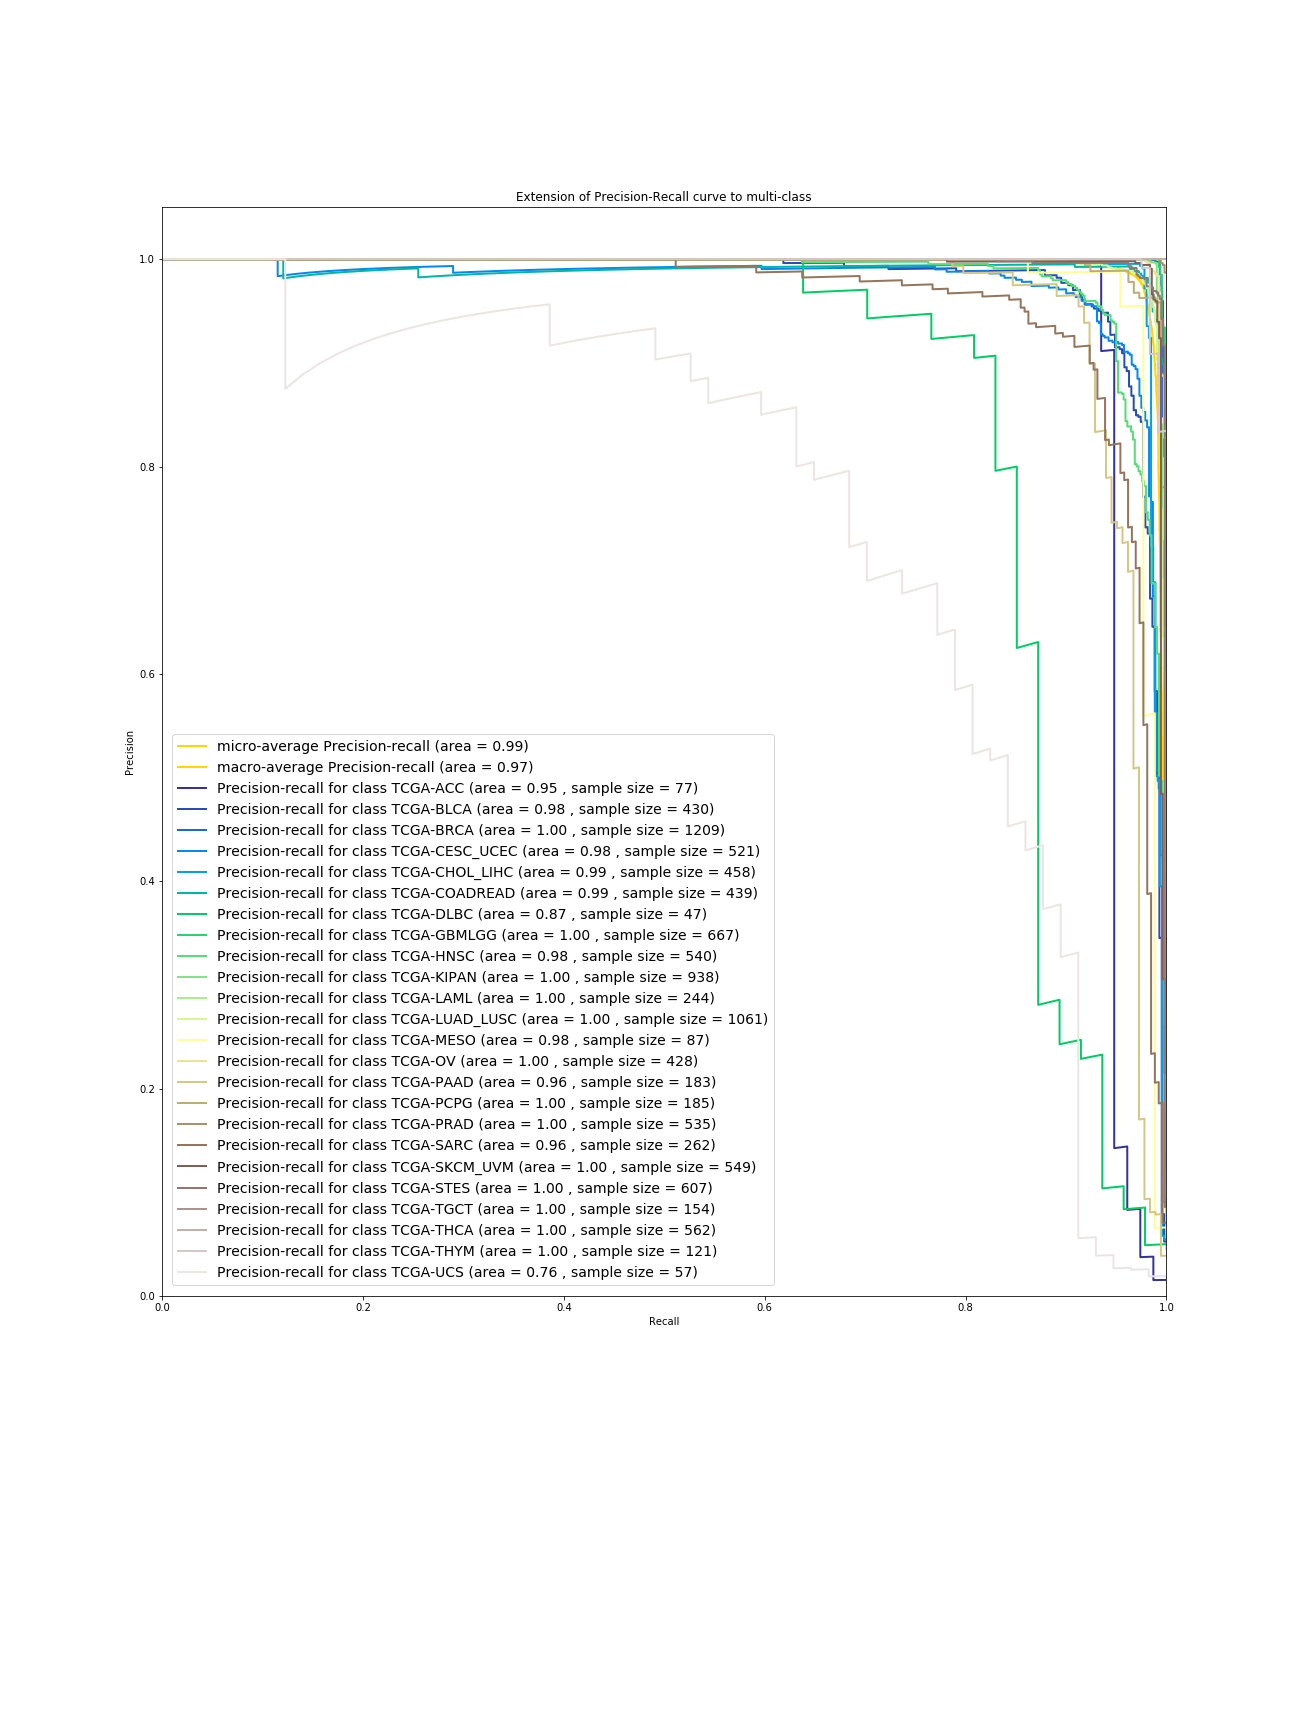 Extension of Precision-Recall curve to multi-class
1.0
0.8
0.6
0.4
0.2
0.0
Precision
micro-average Precision-recall (area = 0.99)
macro-average Precision-recall (area = 0.97)
Precision-recall for class TCGA-ACC (area = 0.95 , sample size = 77)
Precision-recall for class TCGA-BLCA (area = 0.98 , sample size = 430)
Precision-recall for class TCGA-BRCA (area = 1.00 , sample size = 1209)
Precision-recall for class TCGA-CESC_UCEC (area = 0.98 , sample size = 521)
Precision-recall for class TCGA-CHOL_LIHC (area = 0.99 , sample size = 458)
Precision-recall for class TCGA-COADREAD (area = 0.99 , sample size = 439)
Precision-recall for class TCGA-DLBC (area = 0.87 , sample size = 47)
Precision-recall for class TCGA-GBMLGG (area = 1.00 , sample size = 667)
Precision-recall for class TCGA-HNSC (area = 0.98 , sample size = 540)
Precision-recall for class TCGA-KIPAN (area = 1.00 , sample size = 938)
Precision-recall for class TCGA-LAML (area = 1.00 , sample size = 244)
Precision-recall for class TCGA-LUAD_LUSC (area = 1.00 , sample size = 1061)
Precision-recall for class TCGA-MESO (area = 0.98 , sample size = 87)
Precision-recall for class TCGA-OV (area = 1.00 , sample size = 428)
Precision-recall for class TCGA-PAAD (area = 0.96 , sample size = 183)
Precision-recall for class TCGA-PCPG (area = 1.00 , sample size = 185)
Precision-recall for class TCGA-PRAD (area = 1.00 , sample size = 535)
Precision-recall for class TCGA-SARC (area = 0.96 , sample size = 262)
Precision-recall for class TCGA-SKCM_UVM (area = 1.00 , sample size = 549)
Precision-recall for class TCGA-STES (area = 1.00 , sample size = 607)
Precision-recall for class TCGA-TGCT (area = 1.00 , sample size = 154)
Precision-recall for class TCGA-THCA (area = 1.00 , sample size = 562)
Precision-recall for class TCGA-THYM (area = 1.00 , sample size = 121)
Precision-recall for class TCGA-UCS (area = 0.76 , sample size = 57)
0.0 0.2 0.4 0.6 0.8 1.0
Recall